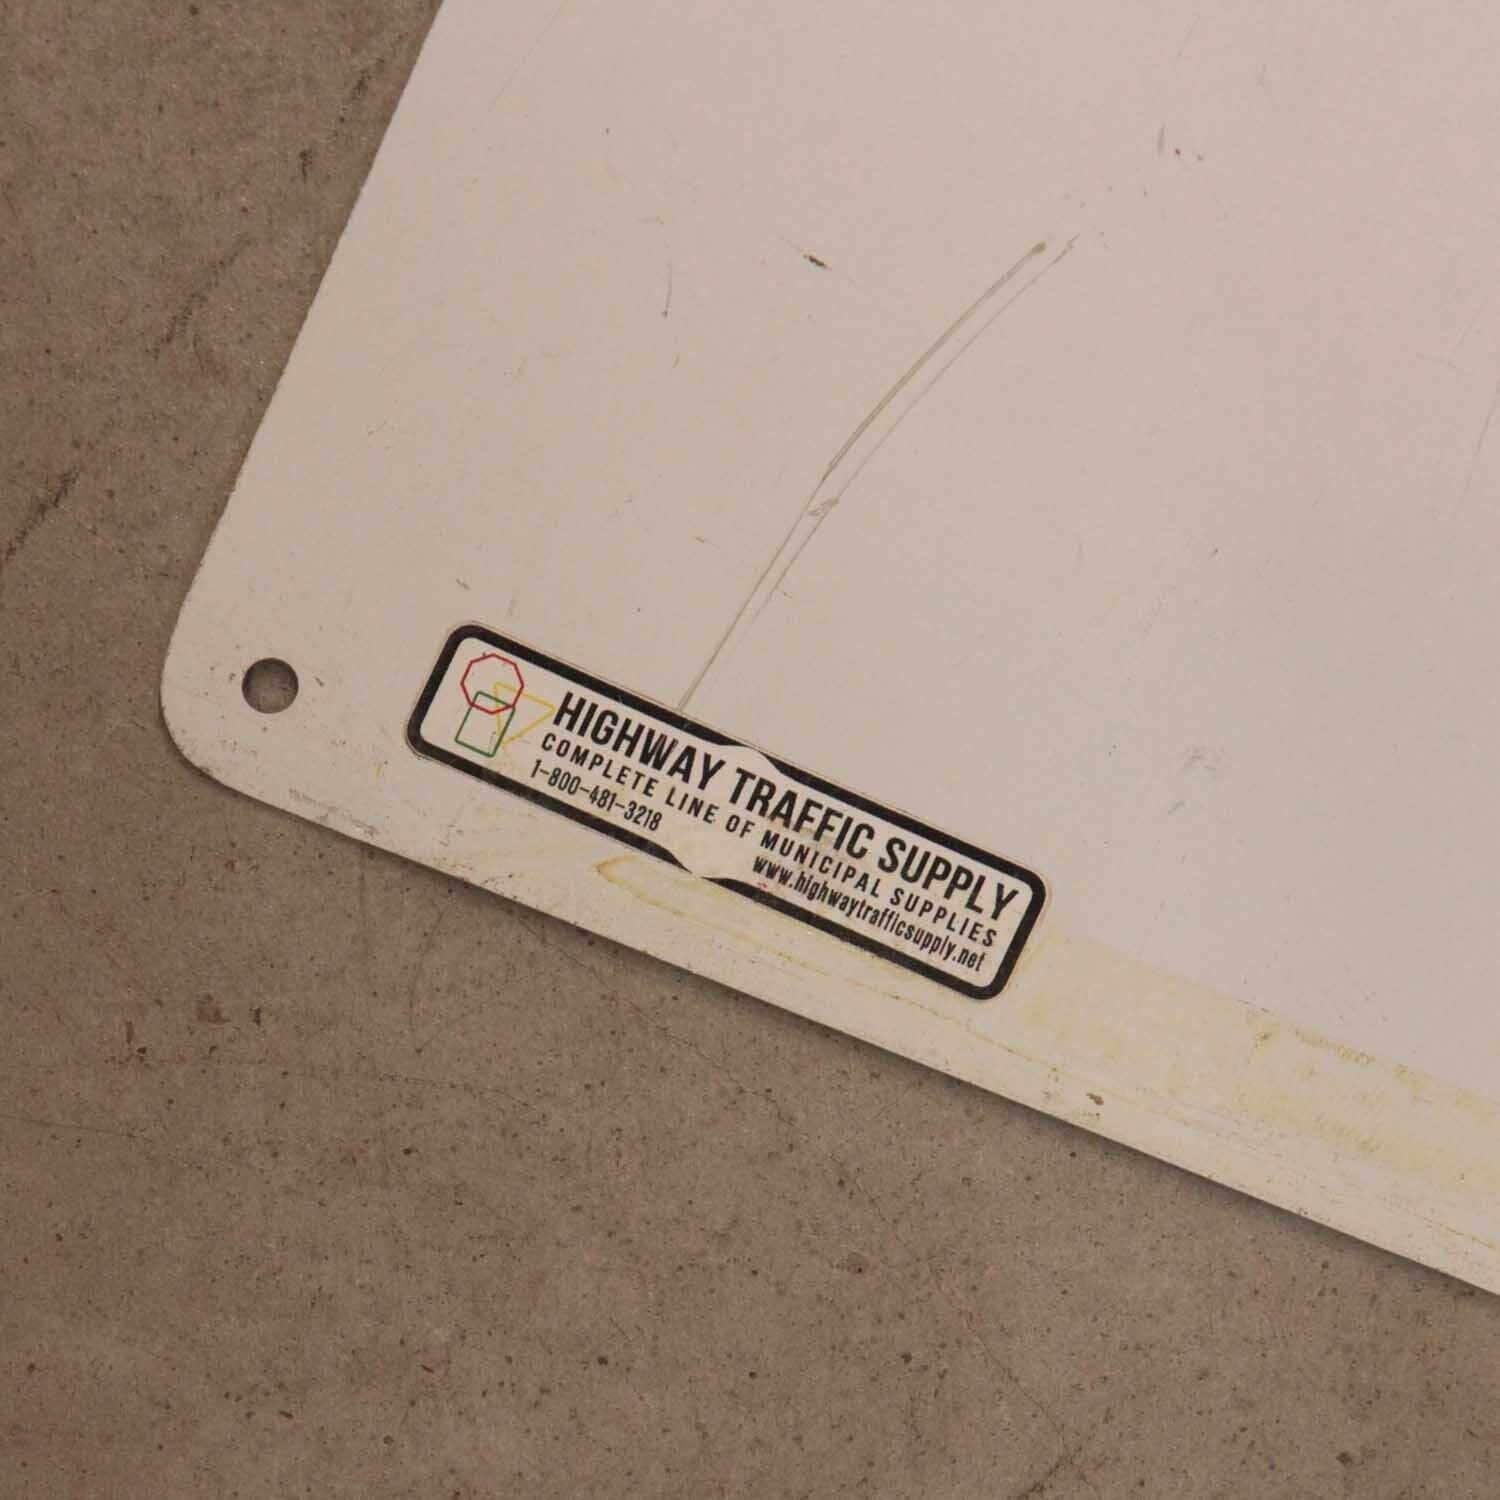 HIGHWAY TRAFFIC SUPPLY
COMPLETE LINE OF MUNICIPAL SUPPLIES
1-800-481-3218
www.highwaytrafficsupply.net